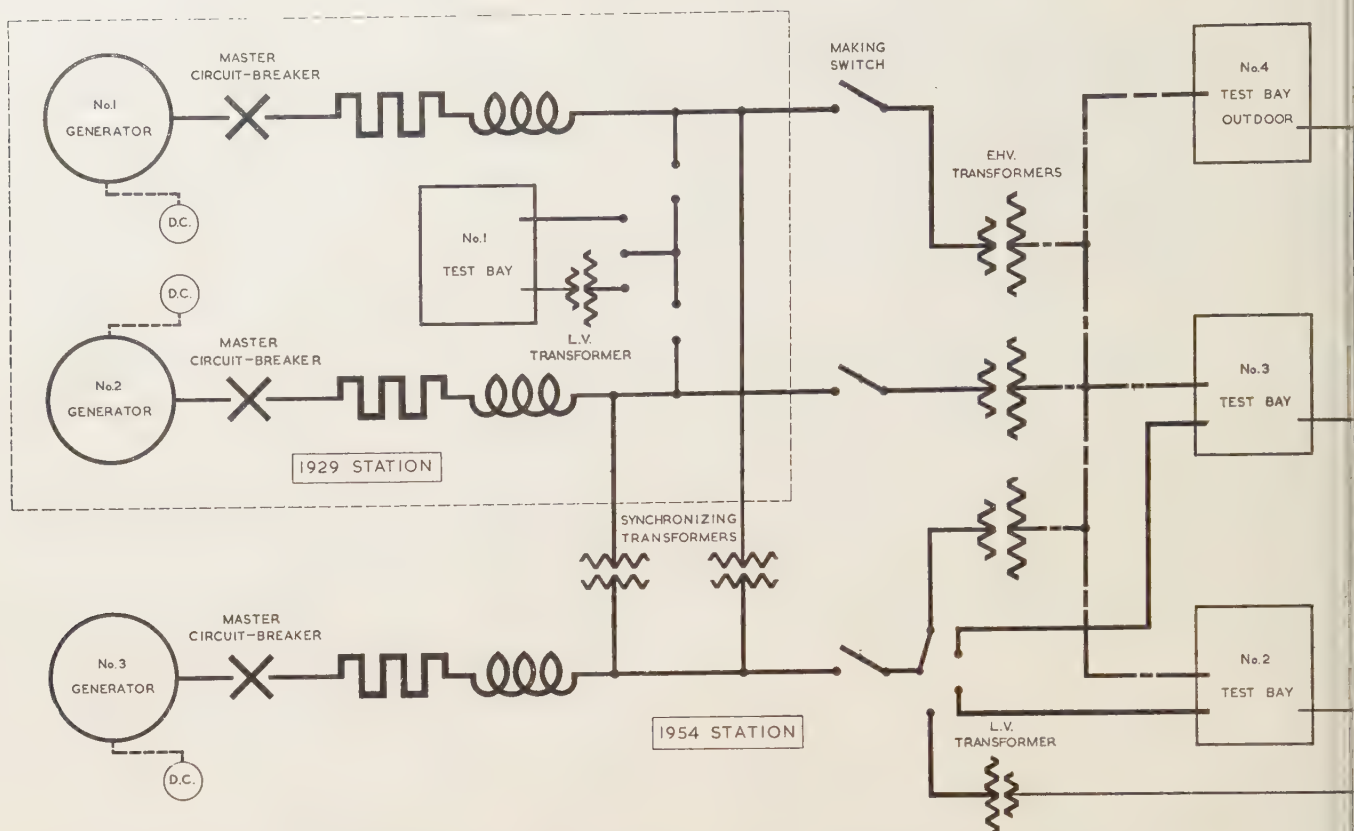 MASTER
CIRCUIT-BREAKER
MAKING
SWITCH
No.1
GENERATOR
No.4
TEST BAY
OUTDOOR
E.H.V.
TRANSFORMERS
D.C.
No.1
TEST BAY
D.C.
L.V.
TRANSFORMER
MASTER
CIRCUIT-BREAKER
No.2
GENERATOR
No.3
TEST BAY
1929 STATION
SYNCHRONIZING
TRANSFORMERS
MASTER
CIRCUIT-BREAKER
No.3
GENERATOR
No.2
TEST BAY
1954 STATION
L.V.
TRANSFORMER
D.C.